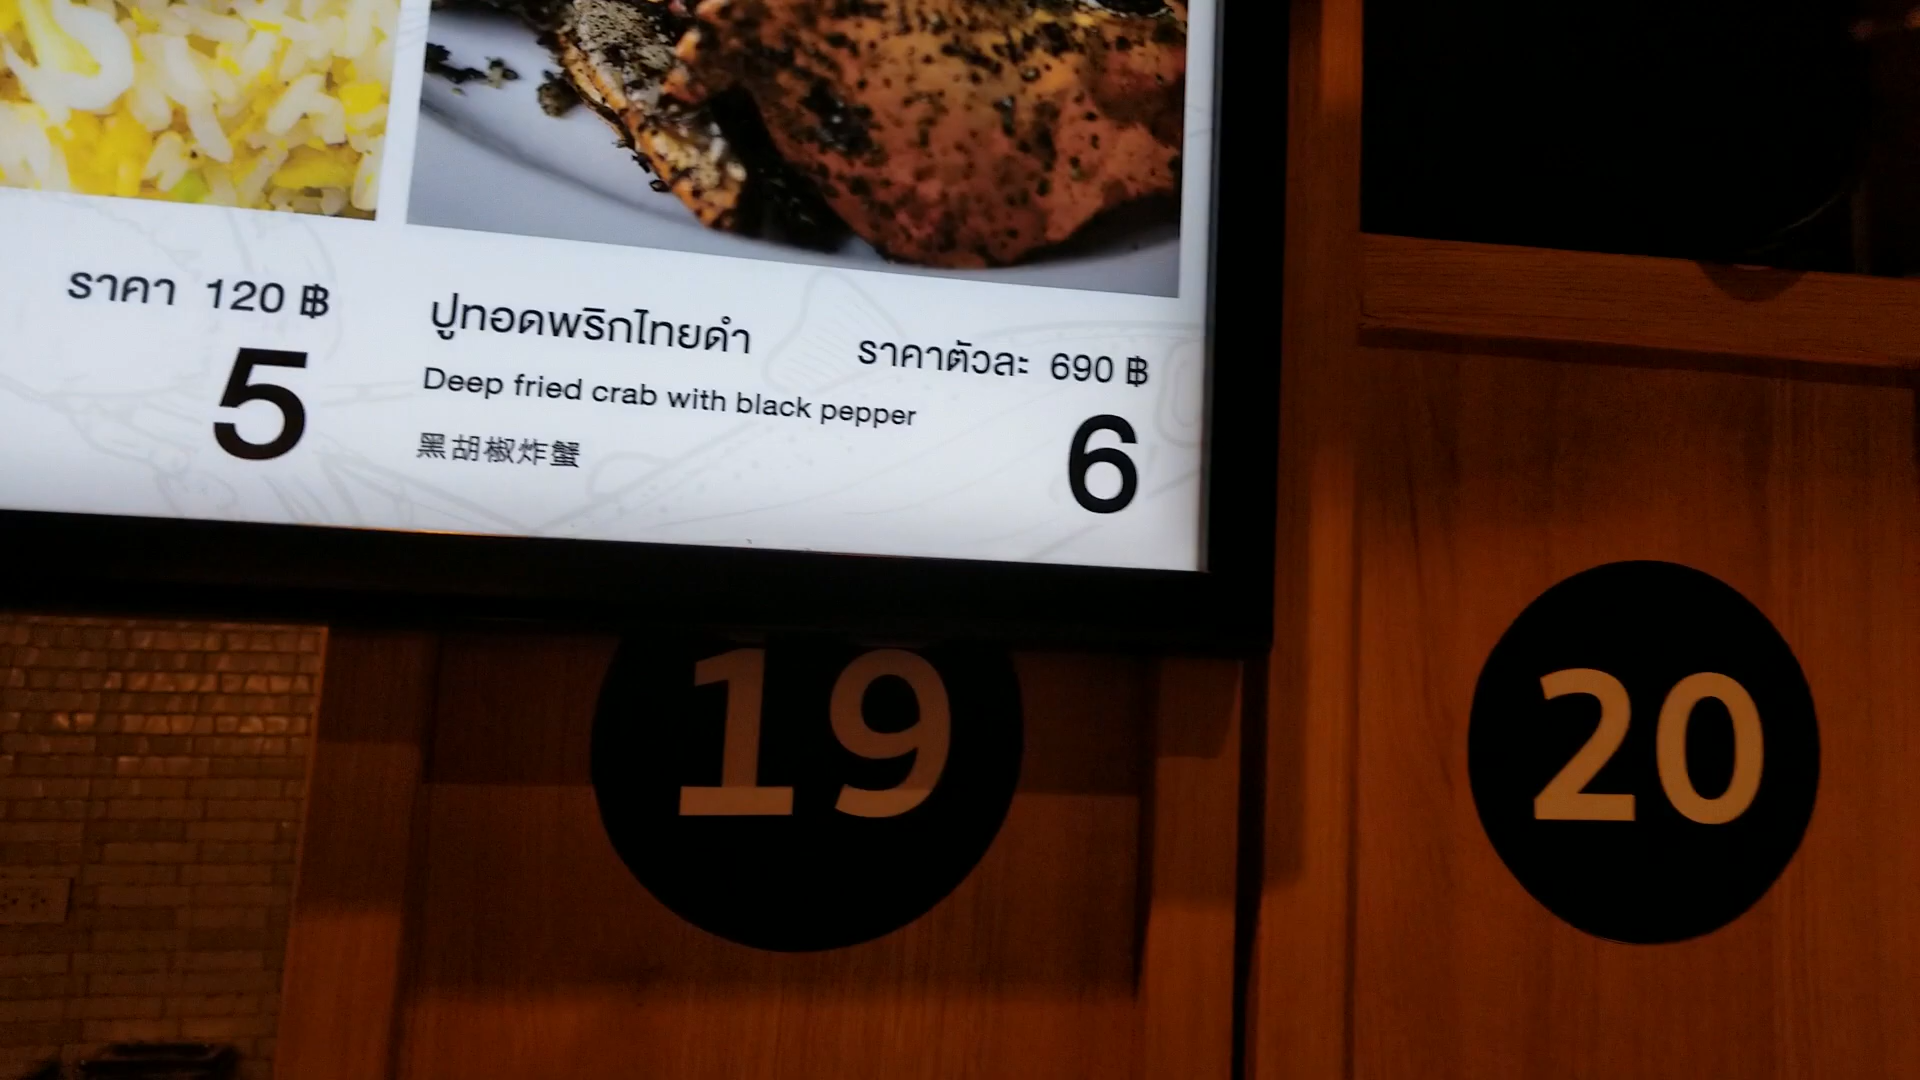 ราคา 120 ฿
5
ปูทอดพริกไทยดำ
ราคาตัวละ 690 ฿
Deep fried crab with black pepper
黑胡椒炸蟹
6
19
20